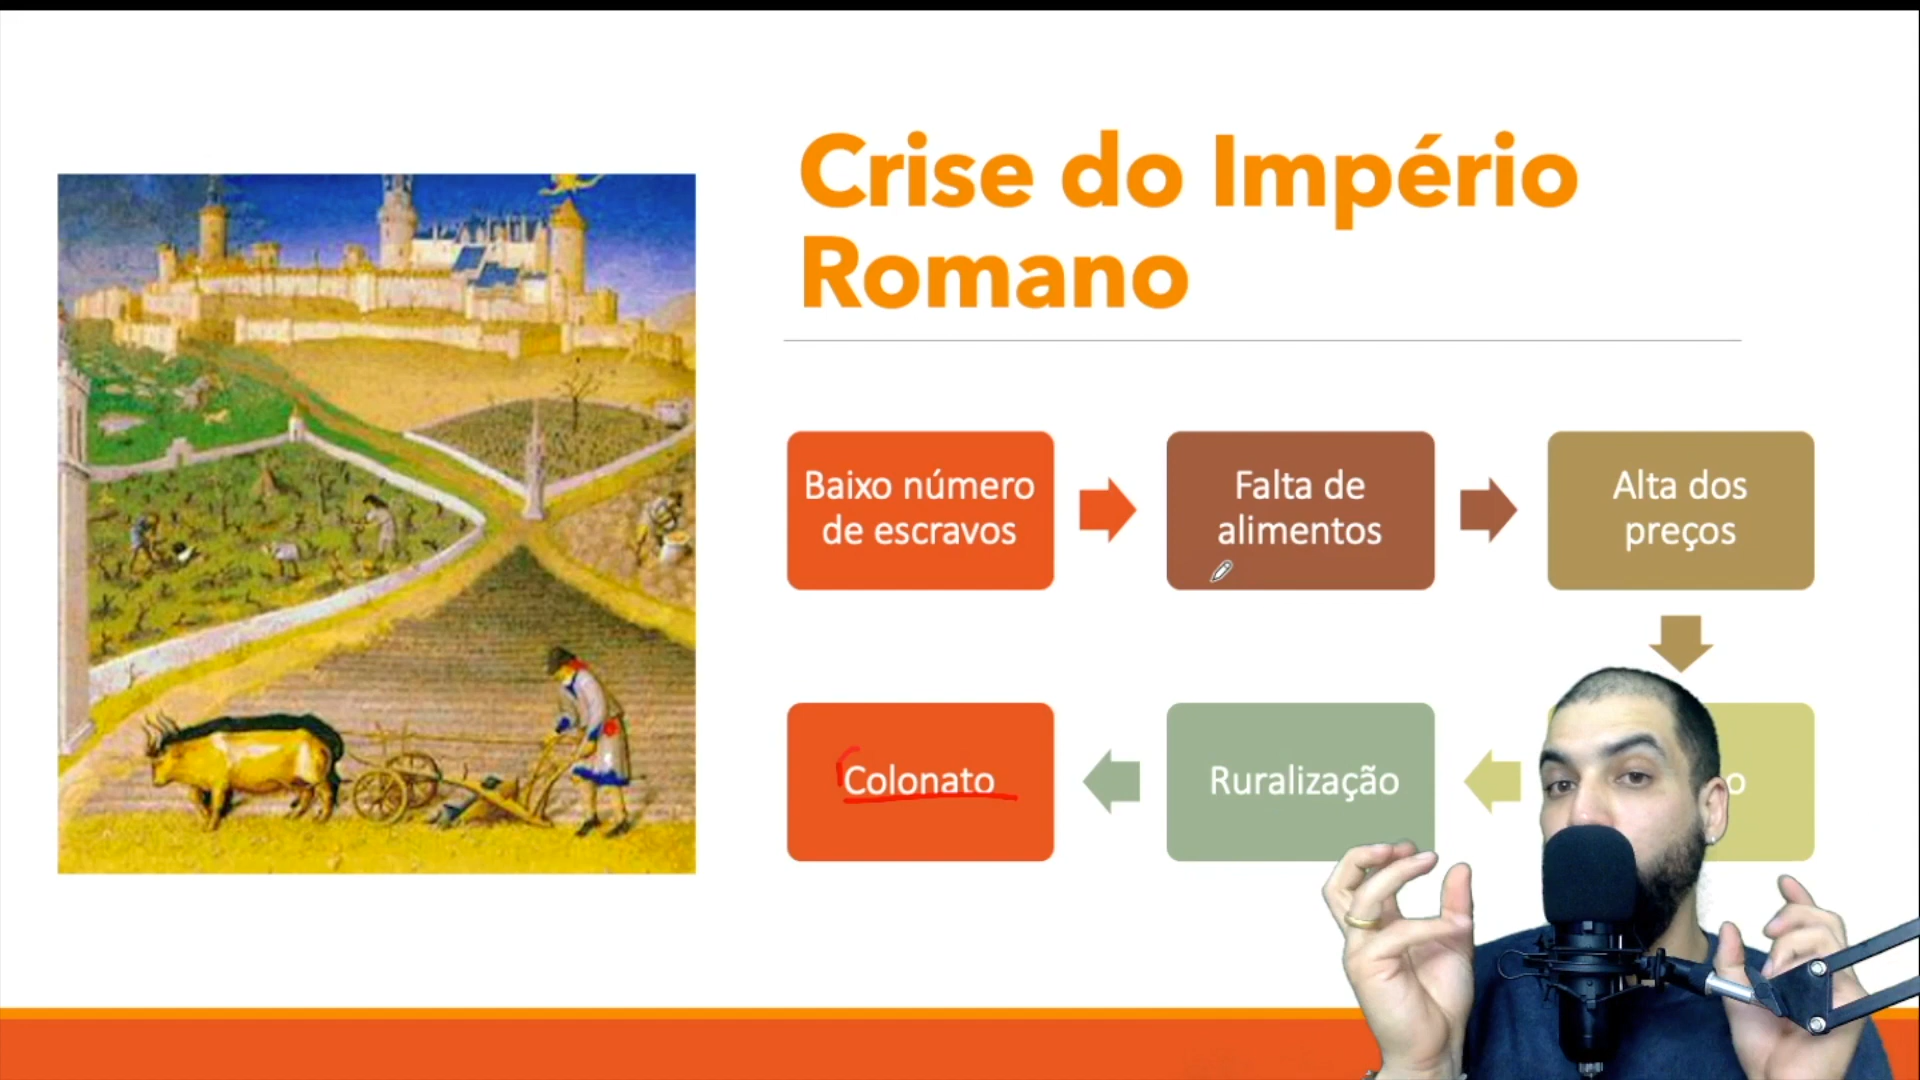 Crise do Império
Romano
Baixo número
de escravos
Falta de
alimentos
Alta dos
preços
Colonato
Ruralização